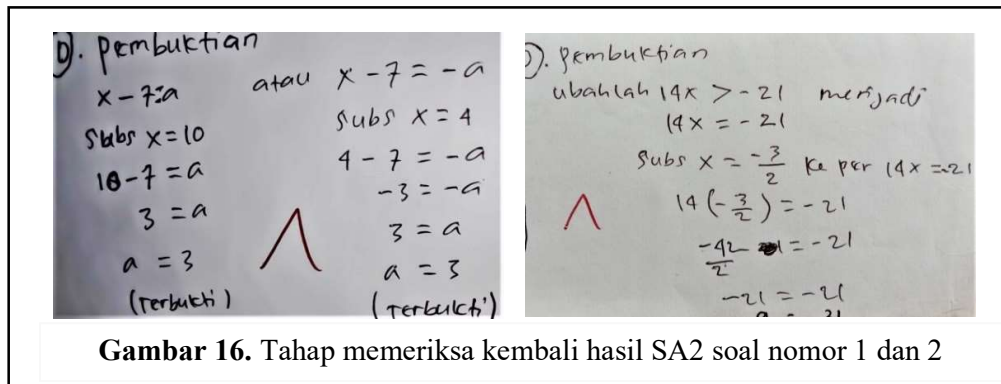 D. Pembuktian
x - 7 = a
Subs x = 10
10 - 7 = a
3 = a
a = 3
(Terbukti)
atau x - 7 = -a
Subs x = 4
4 - 7 = -a
-3 = -a
3 = a
a = 3
(Terbukti)
). Pembuktian
ubahlah 14x > -21 menjadi
14x = -21
Subs x = -3/2 ke per 14x = -21
14(-3/2) = -21
-42/2 = -21
-21 = -21
Gambar 16. Tahap memeriksa kembali hasil SA2 soal nomor 1 dan 2